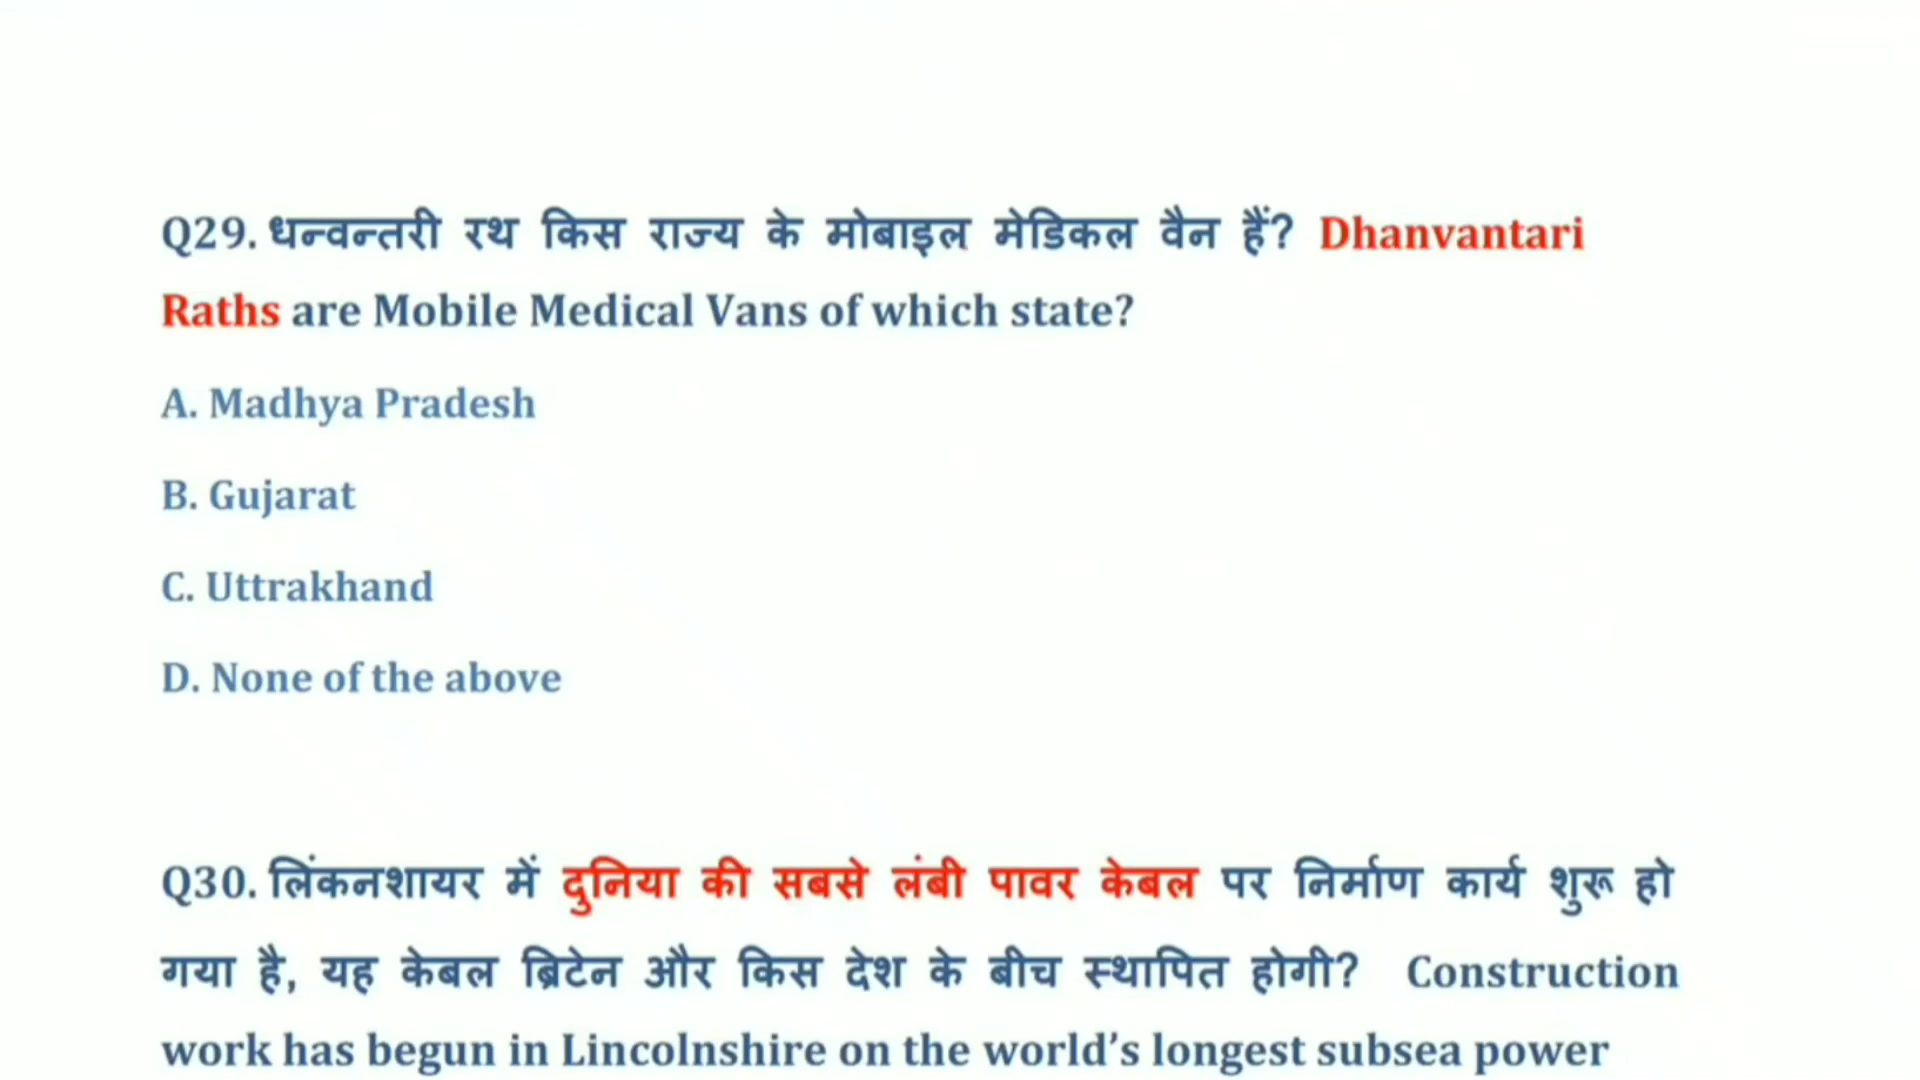 Q29. धन्वन्तरी रथ किस राज्य के मोबाइल मेडिकल वैन हैं? Dhanvantari
Raths are Mobile Medical Vans of which state?
A. Madhya Pradesh
B. Gujarat
C. Uttrakhand
D. None of the above
Q30. लिंकनशायर में दुनिया की सबसे लंबी पावर केबल पर निर्माण कार्य शुरू हो
गया है, यह केबल ब्रिटेन और किस देश के बीच स्थापित होगी? Construction
work has begun in Lincolnshire on the world’s longest subsea power